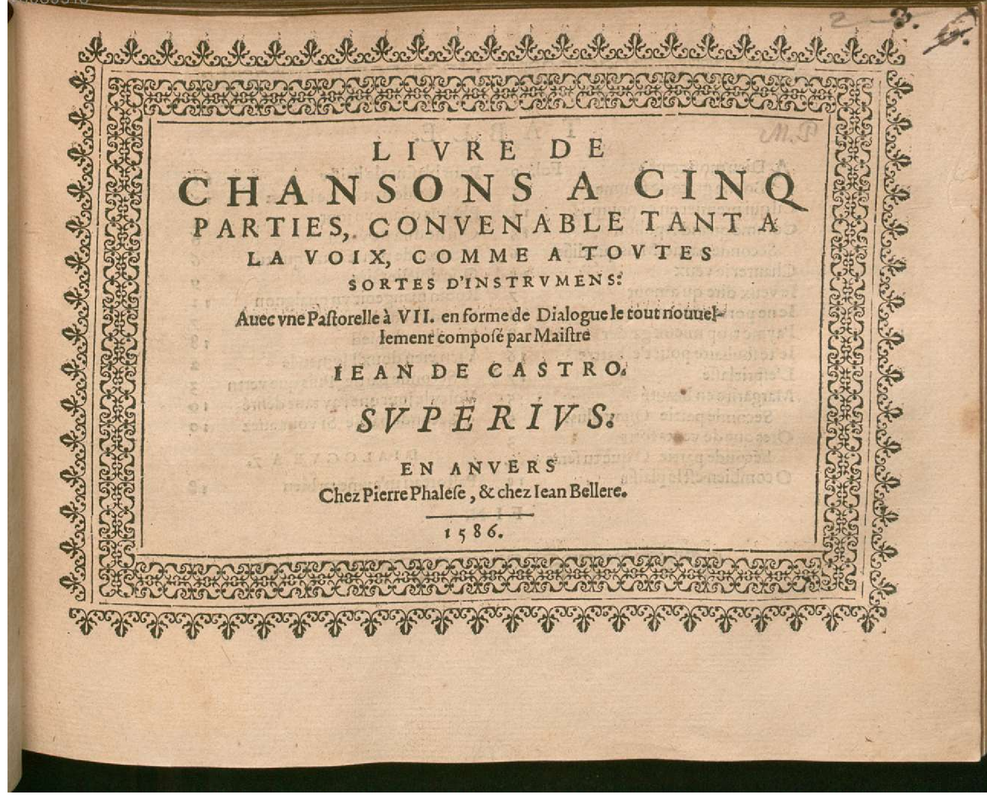 LIVRE DE
CHANSONS A CINQ
PARTIES, CONVENABLE TANT A
LA VOIX, COMME A TOVTES
SORTES D'INSTRVMENS:
Auec vne Paſtorelle à VII. en forme de Dialogue le tout nouuel-
lement compoſé par Maiſtre
IEAN DE CASTRO.
SVPERIVS.
EN ANVERS
Chez Pierre Phaleſe, & chez Iean Bellere.
1586.